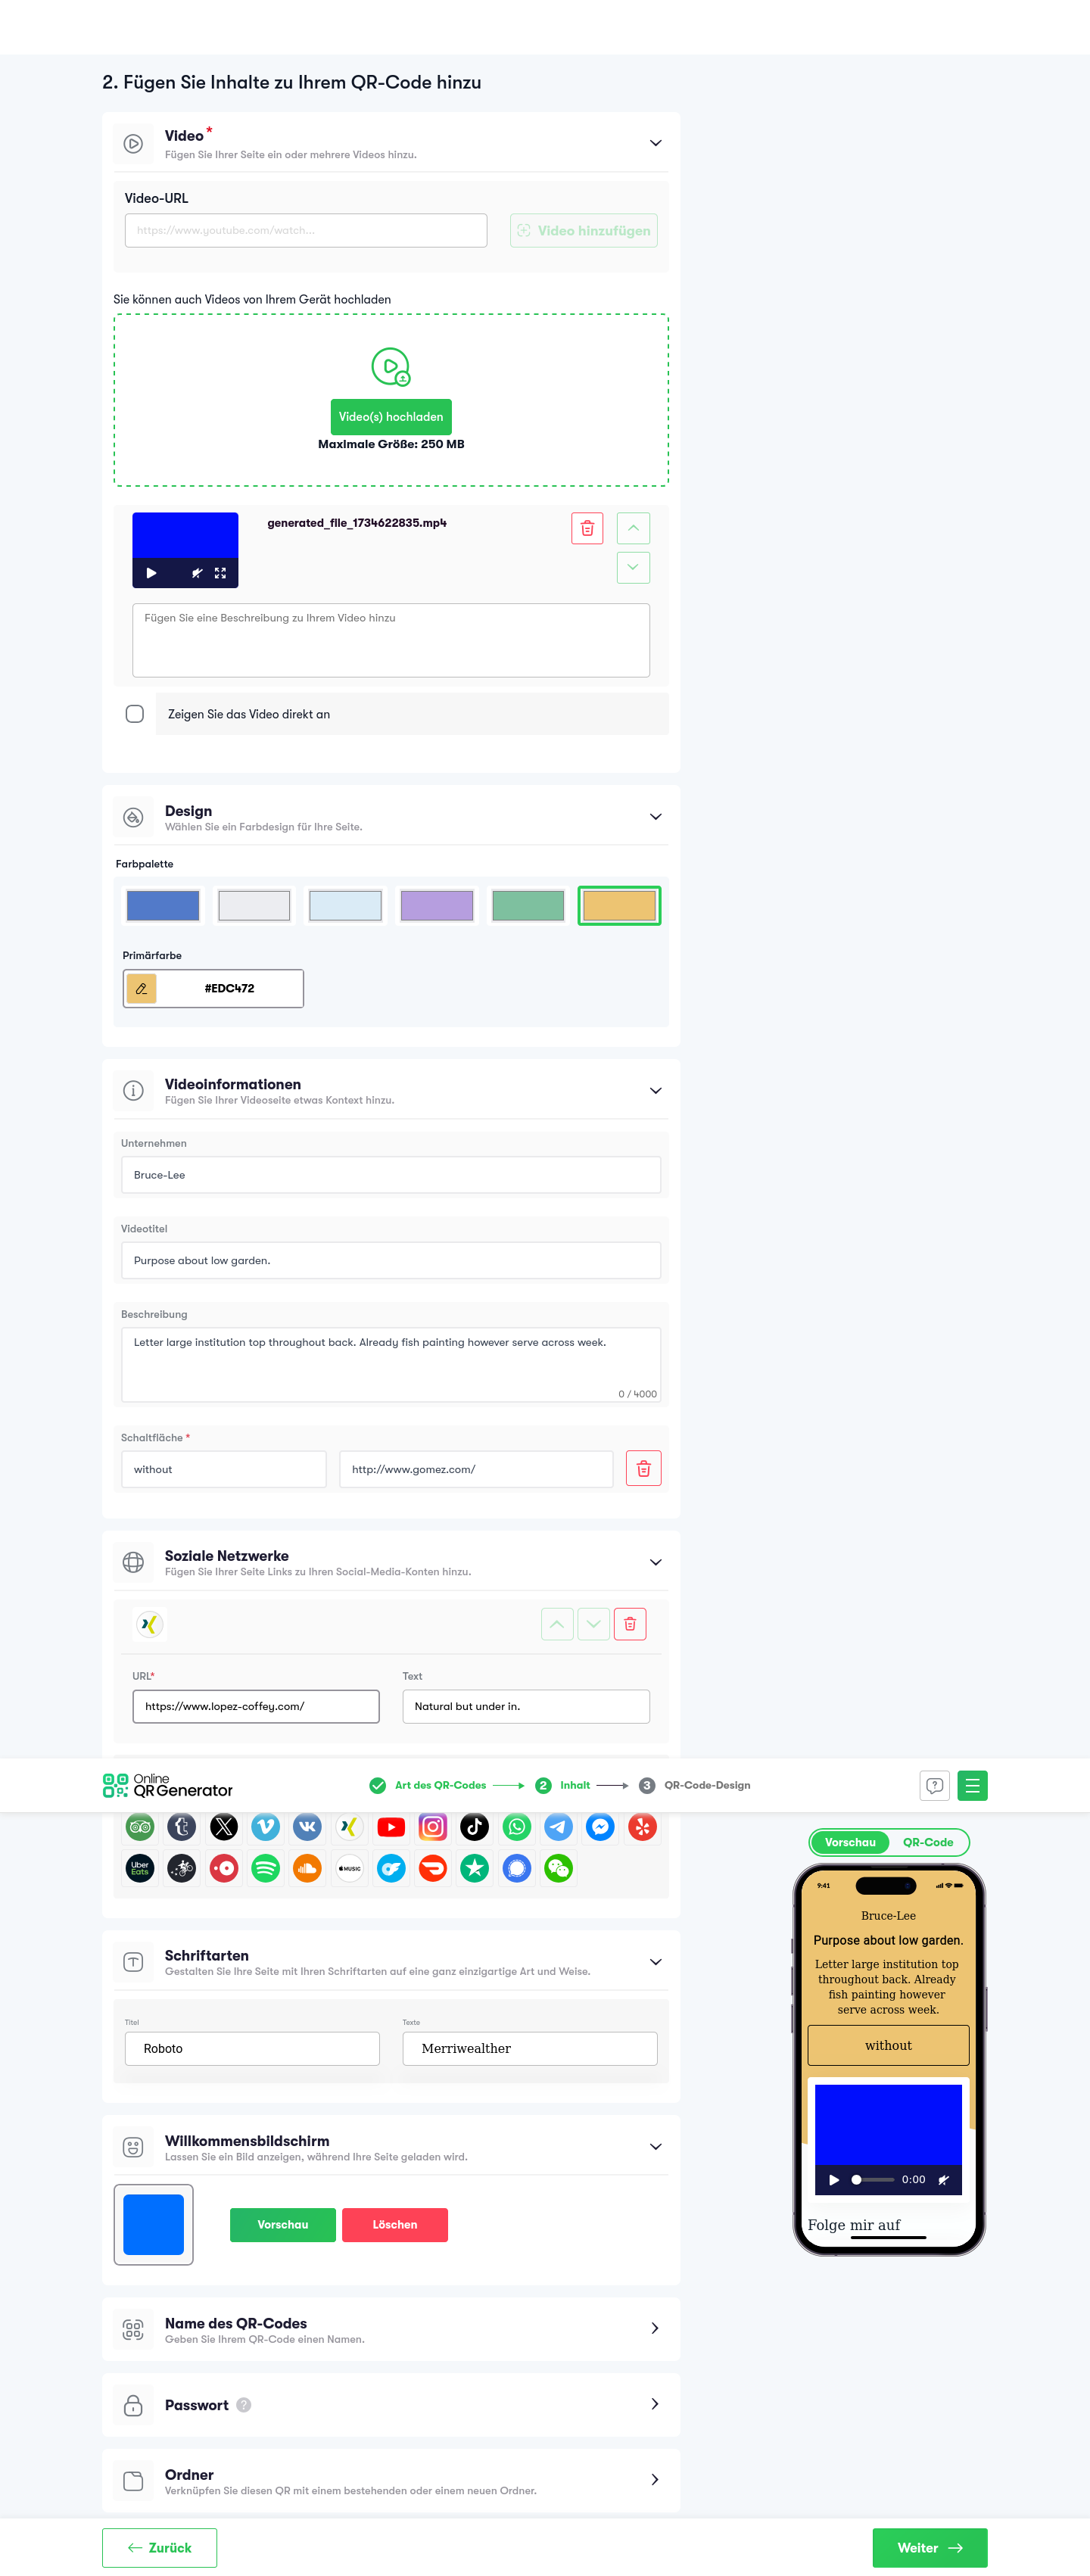 2. Fügen Sie Inhalte zu Ihrem QR-Code hinzu
Video *
Fügen Sie Ihrer Seite ein oder mehrere Videos hinzu.
Video-URL
https://www.youtube.com/watch...
Video hinzufügen
Sie können auch Videos von Ihrem Gerät hochladen
Video(s) hochladen
Maximale Größe: 250 MB
generated_file_1734622835.mp4
Fügen Sie eine Beschreibung zu Ihrem Video hinzu
Zeigen Sie das Video direkt an
Design
Wählen Sie ein Farbdesign für Ihre Seite.
Farbpalette
Primärfarbe
#EDC472
Videoinformationen
Fügen Sie Ihrer Videoseite etwas Kontext hinzu.
Unternehmen
Bruce-Lee
Videotitel
Purpose about low garden.
Beschreibung
Letter large institution top throughout back. Already fish painting however serve across week.
0 / 4000
Schaltfläche *
without
http://www.gomez.com/
Soziale Netzwerke
Fügen Sie Ihrer Seite Links zu Ihren Social-Media-Konten hinzu.
URL*
Text
https://www.lopez-coffey.com/
Natural but under in.
Online
QR Generator
Art des QR-Codes
2 Inhalt
3 QR-Code-Design
Uber
Eats
MUSIC
Vorschau
QR-Code
9:41
Bruce-Lee
Purpose about low garden.
Letter large institution top
throughout back. Already
fish painting however
serve across week.
without
0:00
Folge mir auf
Schriftarten
Gestalten Sie Ihre Seite mit Ihren Schriftarten auf eine ganz einzigartige Art und Weise.
Titel
Texte
Roboto
Merriwealther
Willkommensbildschirm
Lassen Sie ein Bild anzeigen, während Ihre Seite geladen wird.
Vorschau
Löschen
Name des QR-Codes
Geben Sie Ihrem QR-Code einen Namen.
Passwort ?
Ordner
Verknüpfen Sie diesen QR mit einem bestehenden oder einem neuen Ordner.
Zurück
Weiter